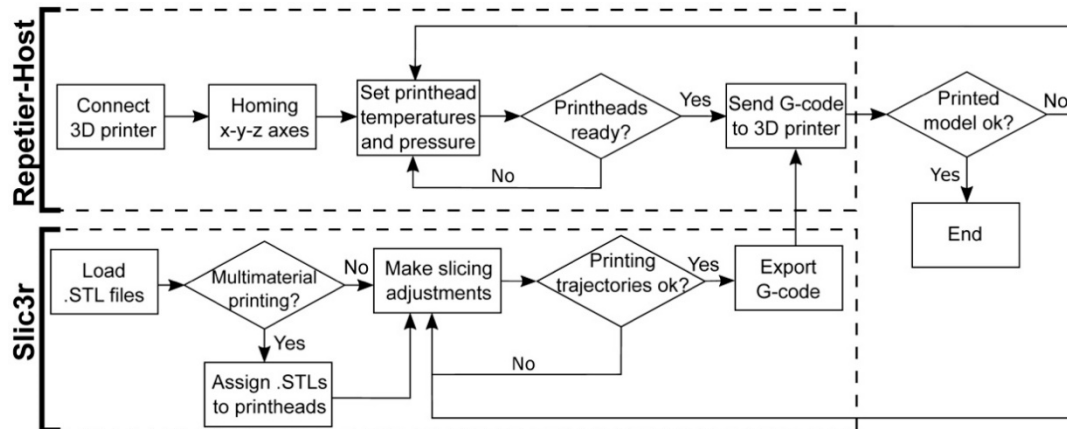 Repetier-Host
Connect
3D printer
Homing
x-y-z axes
Set printhead
temperatures
and pressure
Printheads
ready?
Yes
No
Send G-code
to 3D printer
Printed
model ok?
No
Yes
End
Slic3r
Load
.STL files
Multimaterial
printing?
No
Yes
Assign .STLs
to printheads
Make slicing
adjustments
Printing
trajectories ok?
Yes
No
Export
G-code